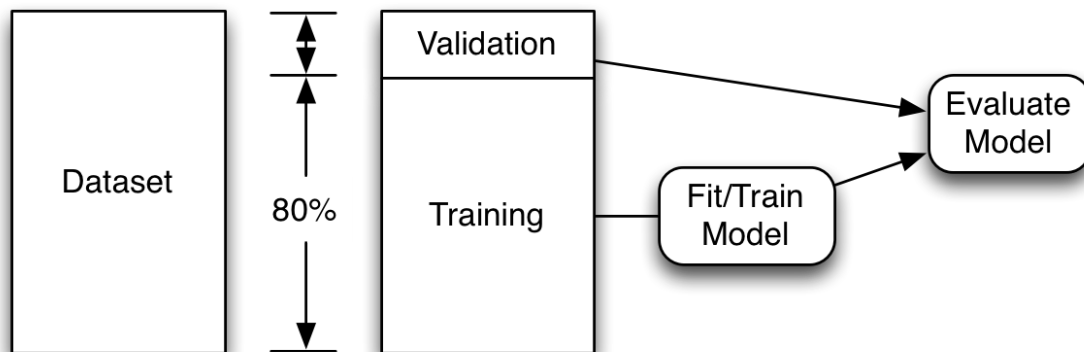 Dataset
80%
Validation
Training
Fit/Train
Model
Evaluate
Model